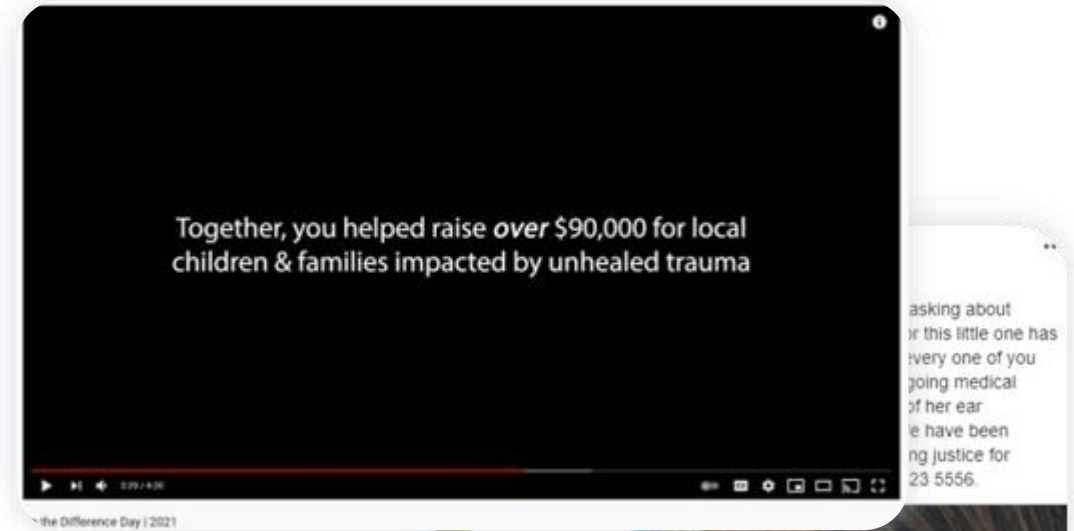 Together, you helped raise over $90,000 for local
children & families impacted by unhealed trauma
the Difference Day | 2021
asking about
this little one has
every one of you
going medical
of her ear
have been
justice for
23 5556.